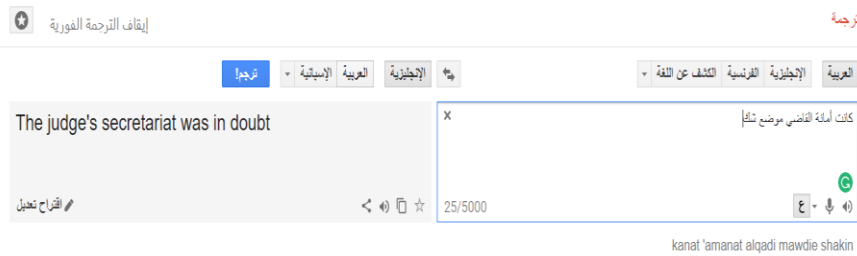 ترجمة
إيقاف الترجمة الفورية
العربية الإنجليزية الفرنسية الكشف عن اللغة
الإنجليزية العربية الإسبانية ترجم!
كانت أمانة القاضي موضع شك
x
25/5000
ع
kanat 'amanat alqadi mawdie shakin
The judge's secretariat was in doubt
اقتراح تعديل